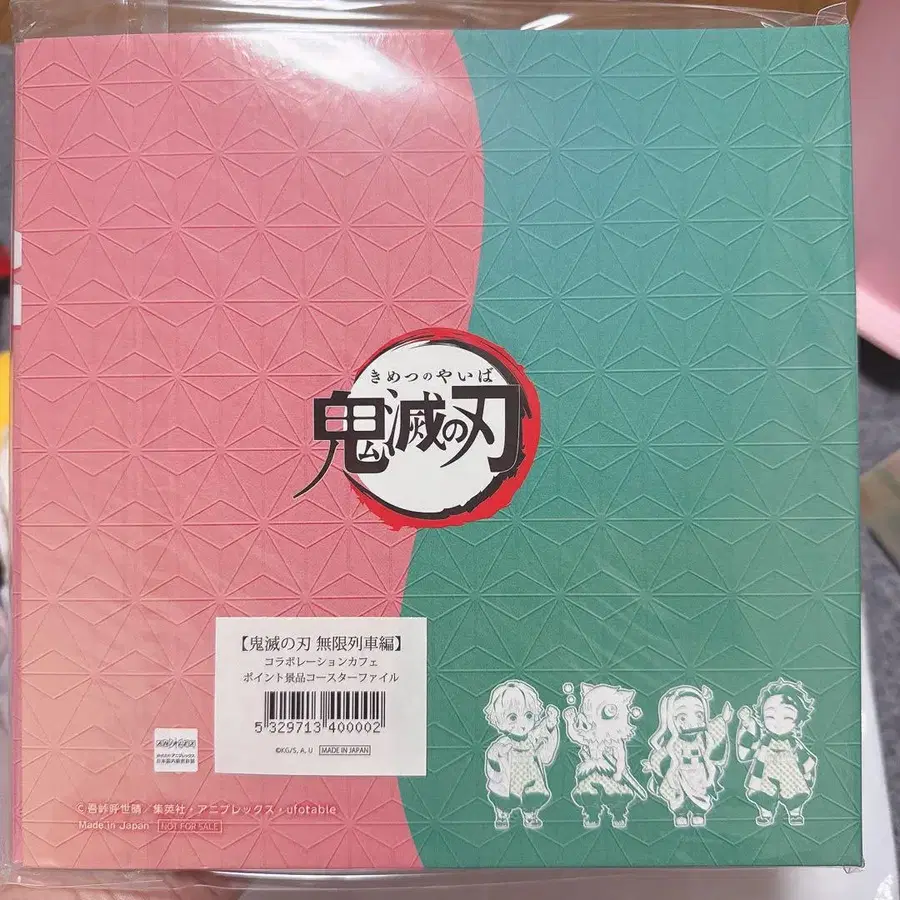 きめつのやいば
鬼滅の刃
【鬼滅の刃 無限列車編】
コラボレーションカフェ
ポイント景品コースターファイル
5 329713 400002
©KG/S, A, U MADE IN JAPAN
©吾峠呼世晴／集英社・アニプレックス・ufotable
Made in Japan NOT FOR SALE